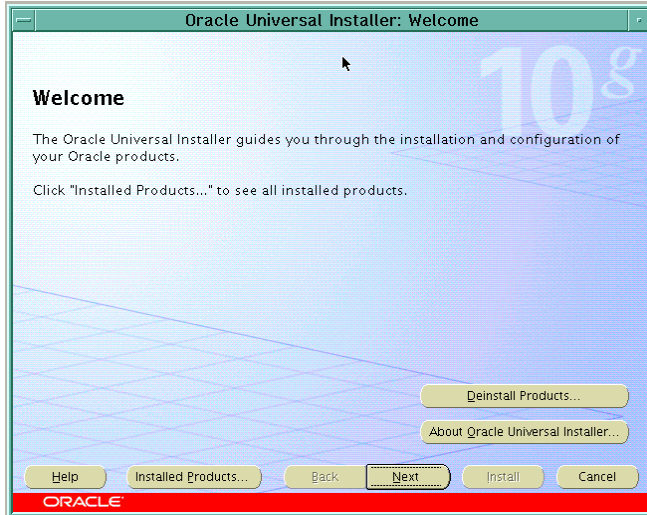 Oracle Universal Installer: Welcome
10g
Welcome
The Oracle Universal Installer guides you through the installation and configuration of
your Oracle products.
Click "Installed Products..." to see all installed products.
Deinstall Products...
About Oracle Universal Installer...
Help Installed Products... Back Next Install Cancel
ORACLE